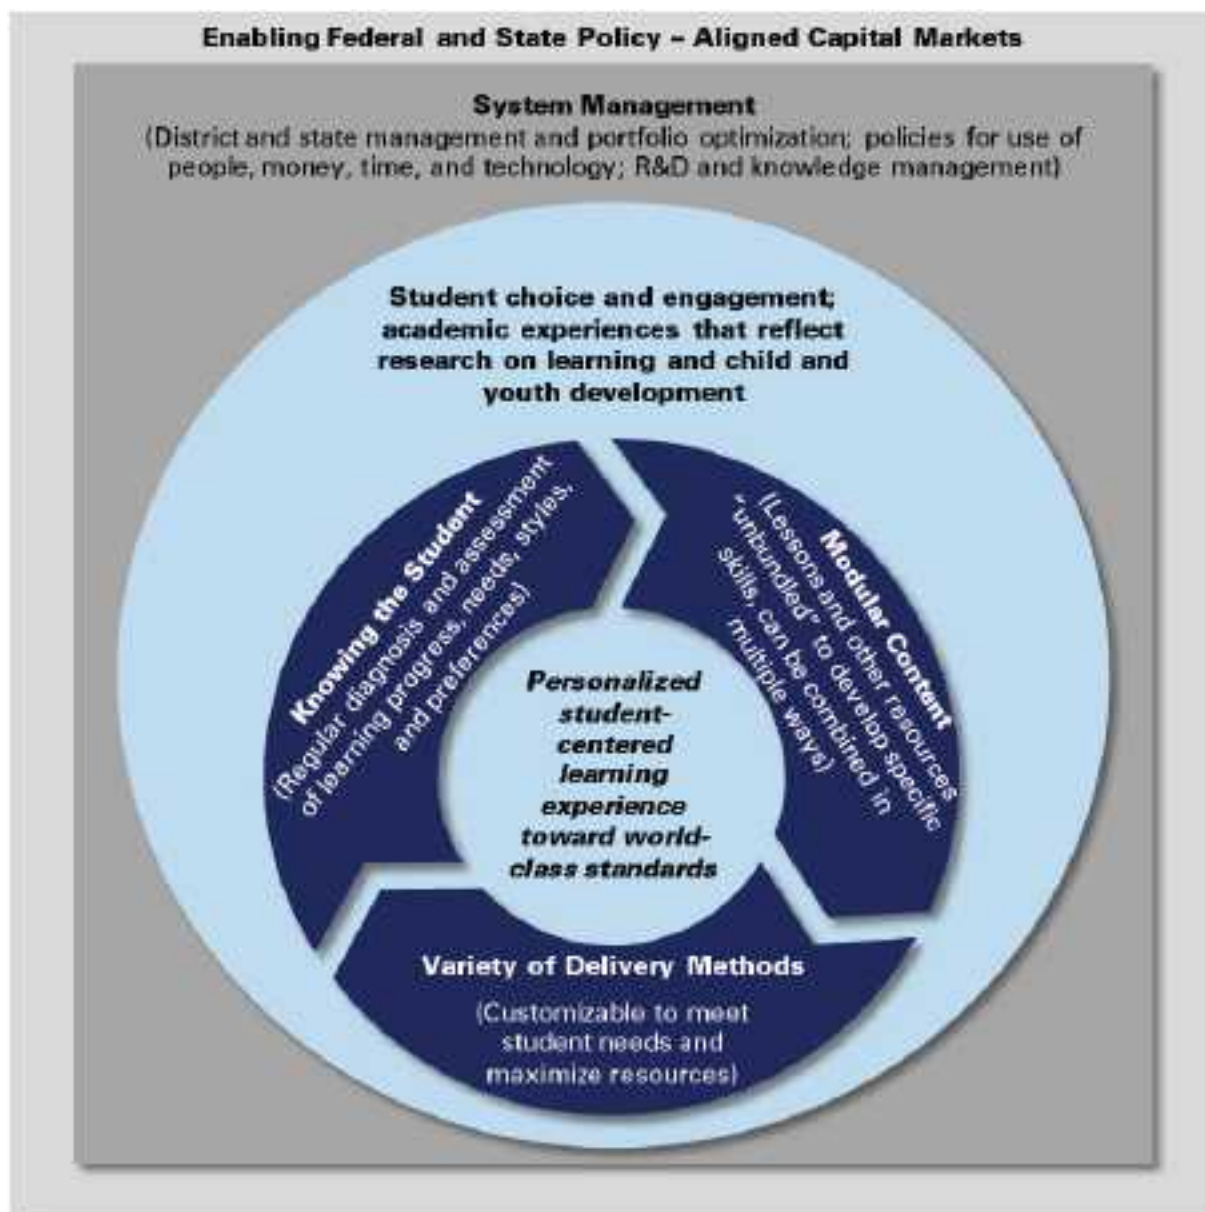 Enabling Federal and State Policy – Aligned Capital Markets
System Management
(District and state management and portfolio optimization; policies for use of
people, money, time, and technology; R&D and knowledge management)
Student choice and engagement;
academic experiences that reflect
research on learning and child and
youth development
Knowing the Student
(Regular diagnosis and assessment
of learning progress, needs, styles,
and preferences)
Modular Content
(Lessons and other resources
“unbundled” to develop specific
skills, can be combined in
multiple ways)
Personalized
student-
centered
learning
experience
toward world-
class standards
Variety of Delivery Methods
(Customizable to meet
student needs and
maximize resources)